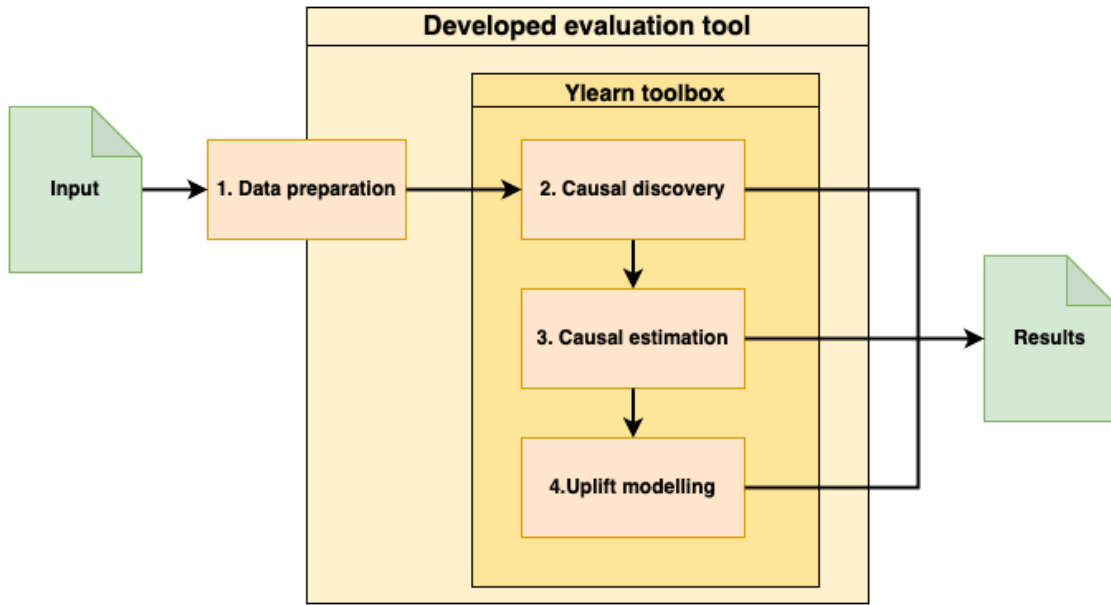 Developed evaluation tool
Ylearn toolbox
Input
1. Data preparation
2. Causal discovery
3. Causal estimation
Results
4.Uplift modelling